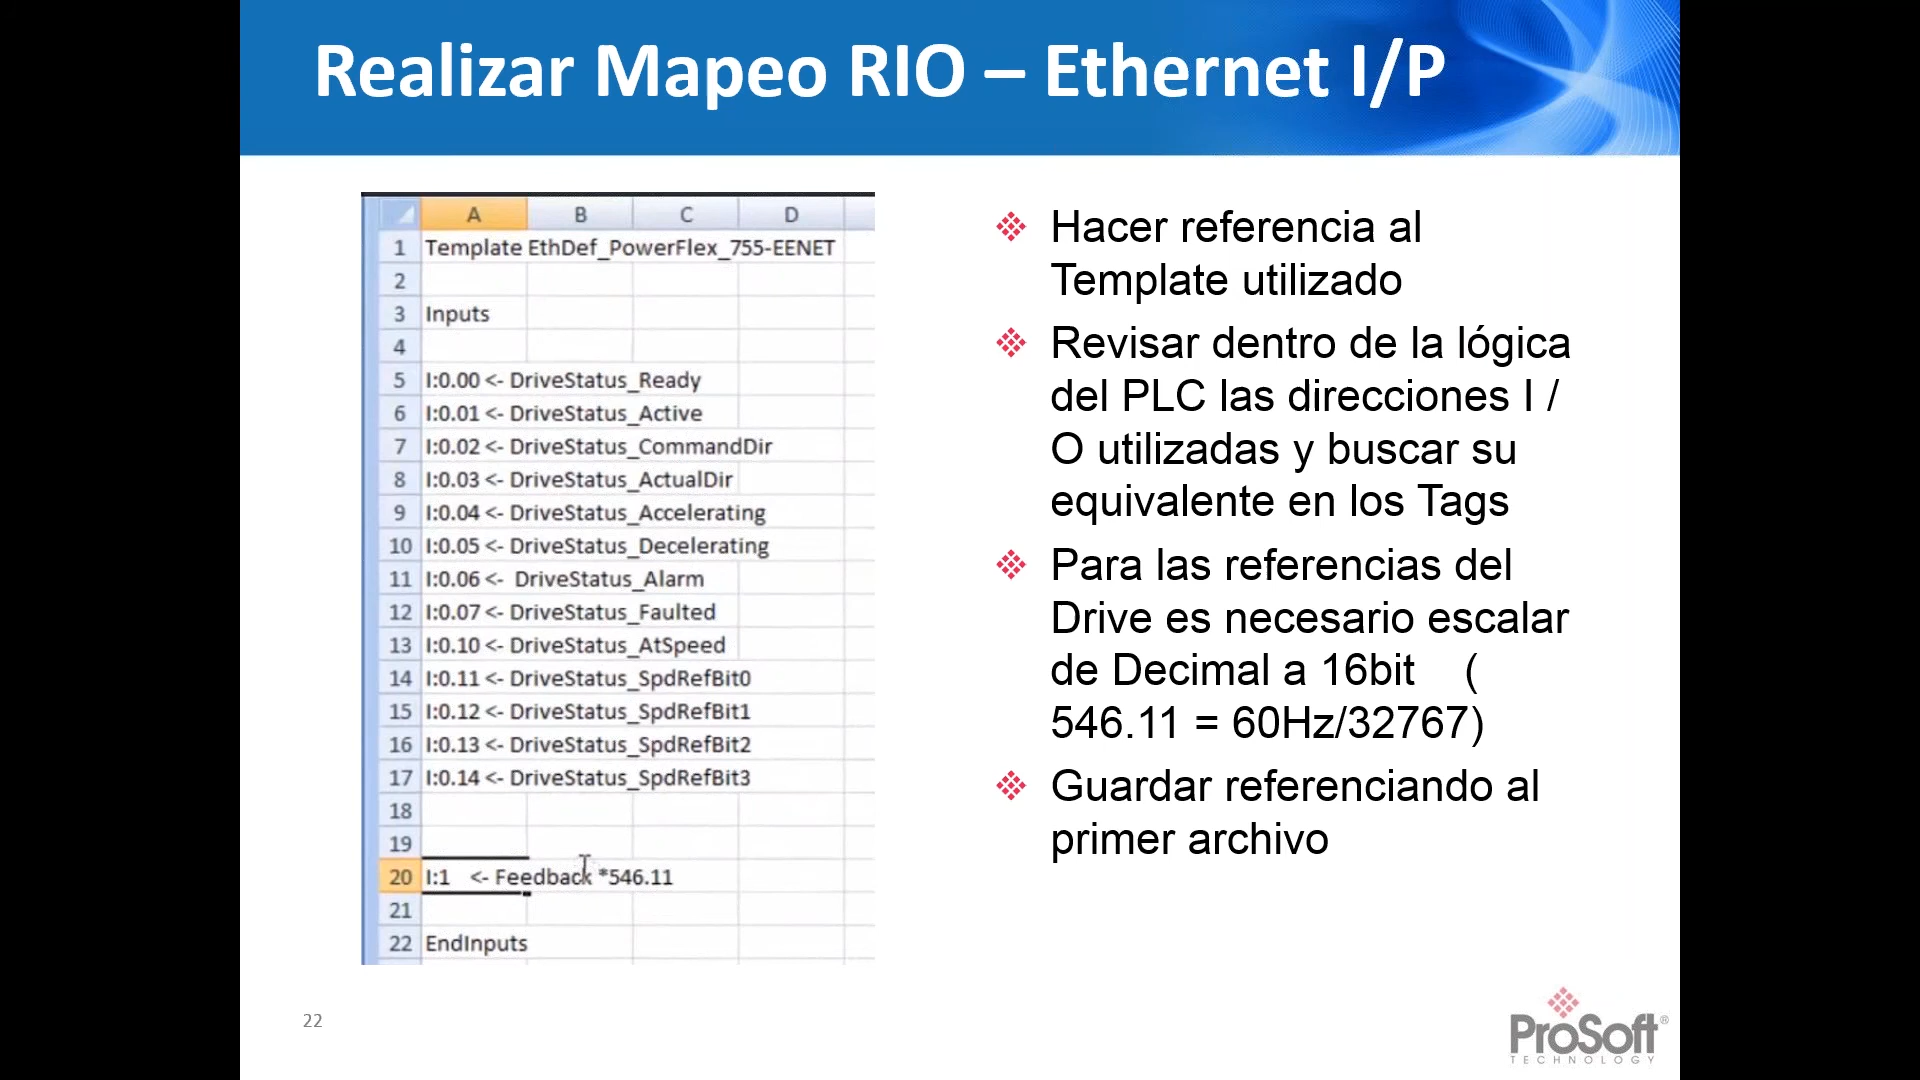 Realizar Mapeo RIO – Ethernet I/P
A B C D
1 Template EthDef_PowerFlex_755-EENET
2
3 Inputs
4
5 I:0.00 <- DriveStatus_Ready
6 I:0.01 <- DriveStatus_Active
7 I:0.02 <- DriveStatus_CommandDir
8 I:0.03 <- DriveStatus_ActualDir
9 I:0.04 <- DriveStatus_Accelerating
10 I:0.05 <- DriveStatus_Decelerating
11 I:0.06 <- DriveStatus_Alarm
12 I:0.07 <- DriveStatus_Faulted
13 I:0.10 <- DriveStatus_AtSpeed
14 I:0.11 <- DriveStatus_SpdRefBit0
15 I:0.12 <- DriveStatus_SpdRefBit1
16 I:0.13 <- DriveStatus_SpdRefBit2
17 I:0.14 <- DriveStatus_SpdRefBit3
18
19
20 I:1 <- Feedback *546.11
21
22 EndInputs
Hacer referencia al
Template utilizado
Revisar dentro de la lógica
del PLC las direcciones I /
O utilizadas y buscar su
equivalente en los Tags
Para las referencias del
Drive es necesario escalar
de Decimal a 16bit (
546.11 = 60Hz/32767)
Guardar referenciando al
primer archivo
22
ProSoft®
TECHNOLOGY